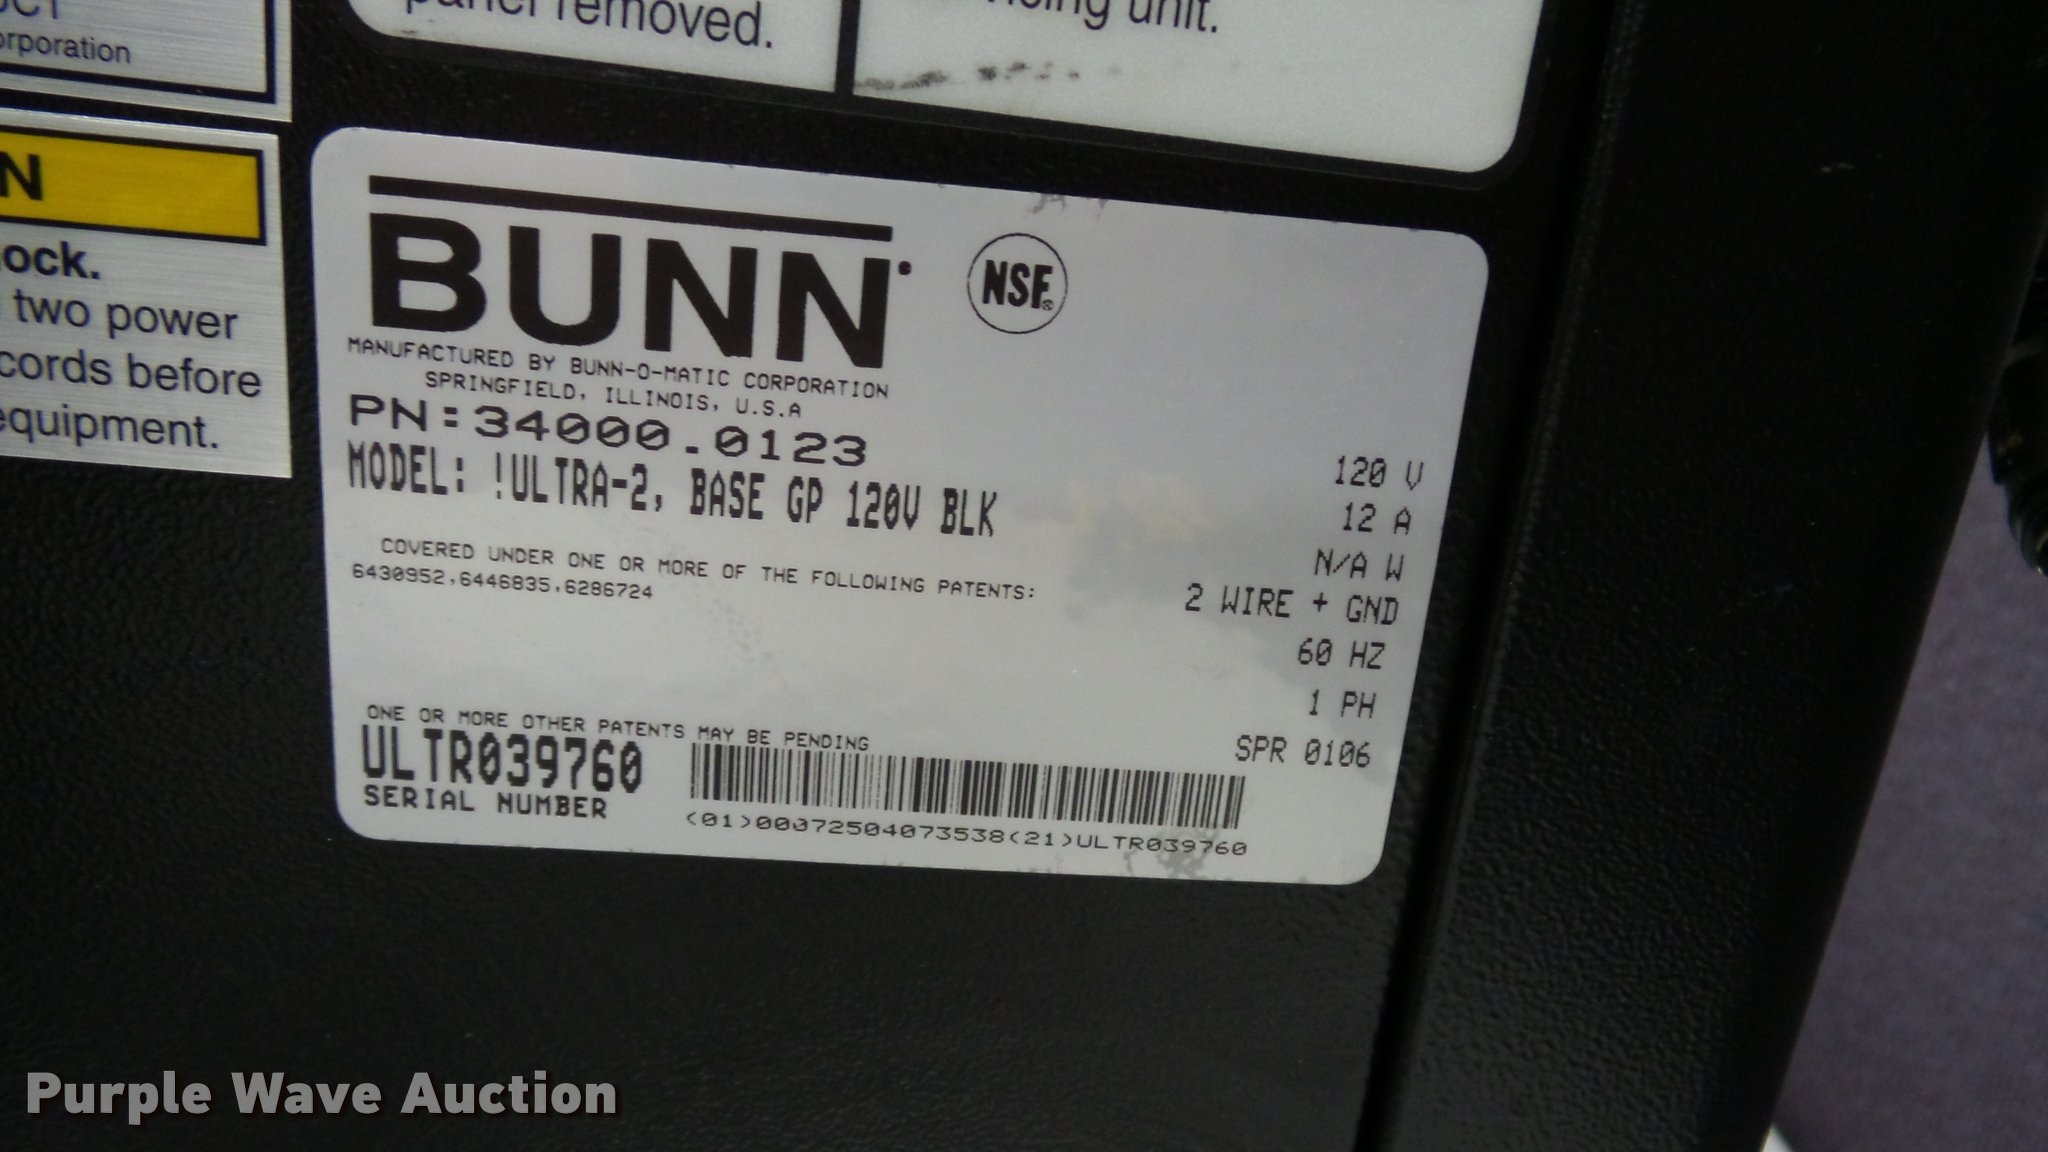 orporation
panel removed.
unit.
N
ock.
two power
cords before
equipment.
BUNN
NSF®
MANUFACTURED BY BUNN-O-MATIC CORPORATION
SPRINGFIELD, ILLINOIS, U.S.A
PN:34000.0123
MODEL: !ULTRA-2, BASE GP 120V BLK
120 V
12 A
N/A W
2 WIRE + GND
60 HZ
1 PH
SPR 0106
COVERED UNDER ONE OR MORE OF THE FOLLOWING PATENTS:
6430952,6446835,6286724
ONE OR MORE OTHER PATENTS MAY BE PENDING
ULTR039760
SERIAL NUMBER
(01)00072504073538(21)ULTR039760
Purple Wave Auction